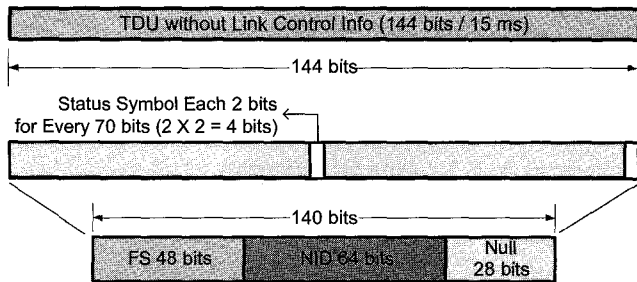 TDU without Link Control Info (144 bits / 15 ms)
144 bits
Status Symbol Each 2 bits
for Every 70 bits (2 X 2 = 4 bits)
140 bits
FS 48 bits
NID 64 bits
Null
28 bits